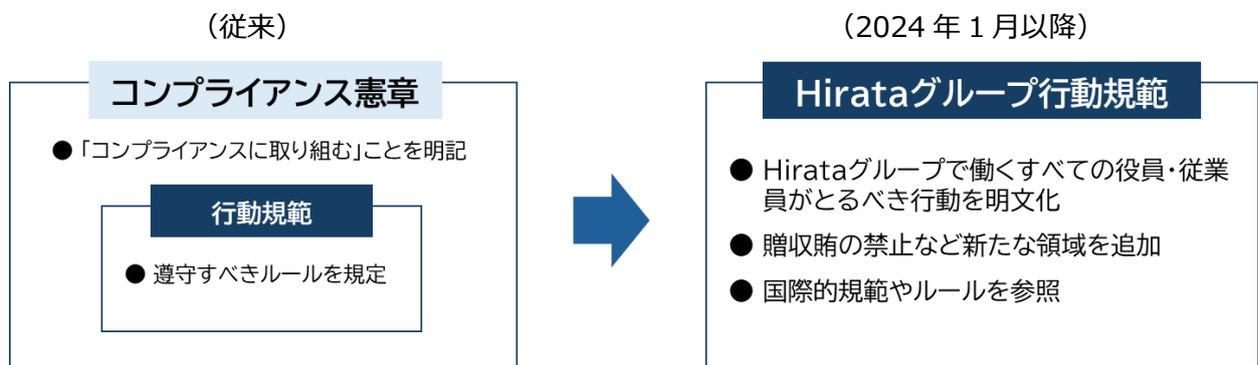 （従来）
コンプライアンス憲章
●「コンプライアンスに取り組む」ことを明記
行動規範
● 遵守すべきルールを規定
（2024 年 1 月以降）
Hirataグループ行動規範
● Hirataグループで働くすべての役員・従業
員がとるべき行動を明文化
● 贈収賄の禁止など新たな領域を追加
● 国際的規範やルールを参照